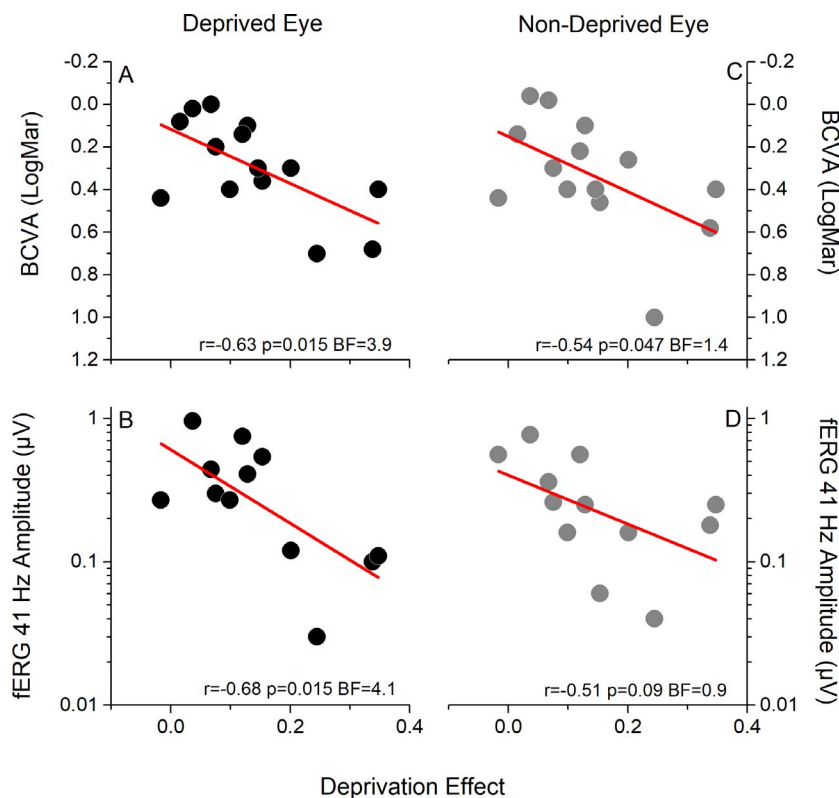 Deprived Eye
Non-Deprived Eye
A
C
-0.2
0.0
0.2
0.4
0.6
0.8
1.0
1.2
BCVA (LogMar)
r=-0.63 p=0.015 BF=3.9
-0.2
0.0
0.2
0.4
0.6
0.8
1.0
1.2
BCVA (LogMar)
r=-0.54 p=0.047 BF=1.4
B
D
1
0.1
0.01
fERG 41 Hz Amplitude (µV)
r=-0.68 p=0.015 BF=4.1
0.0
0.2
0.4
1
0.1
0.01
fERG 41 Hz Amplitude (µV)
r=-0.51 p=0.09 BF=0.9
0.0
0.2
0.4
Deprivation Effect